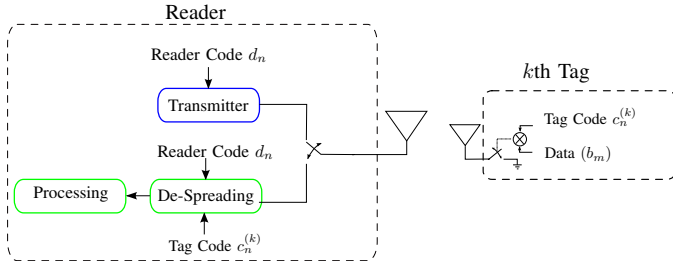 Reader
Reader Code $d_n$
Transmitter
Reader Code $d_n$
Processing
De-Spreading
Tag Code $c_n^{(k)}$
$k$th Tag
Tag Code $c_n^{(k)}$
Data ($b_m$)